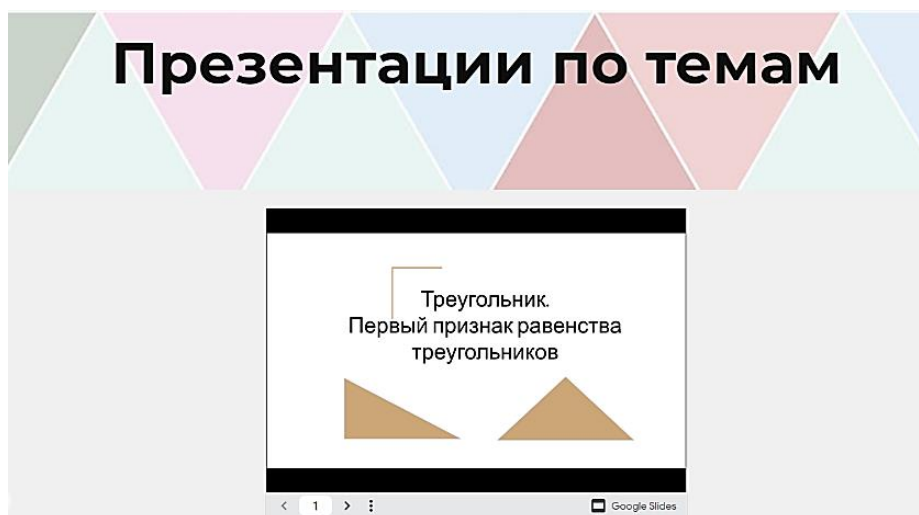 Презентации по темам
Треугольник.
Первый признак равенства
треугольников
1
Google Slides